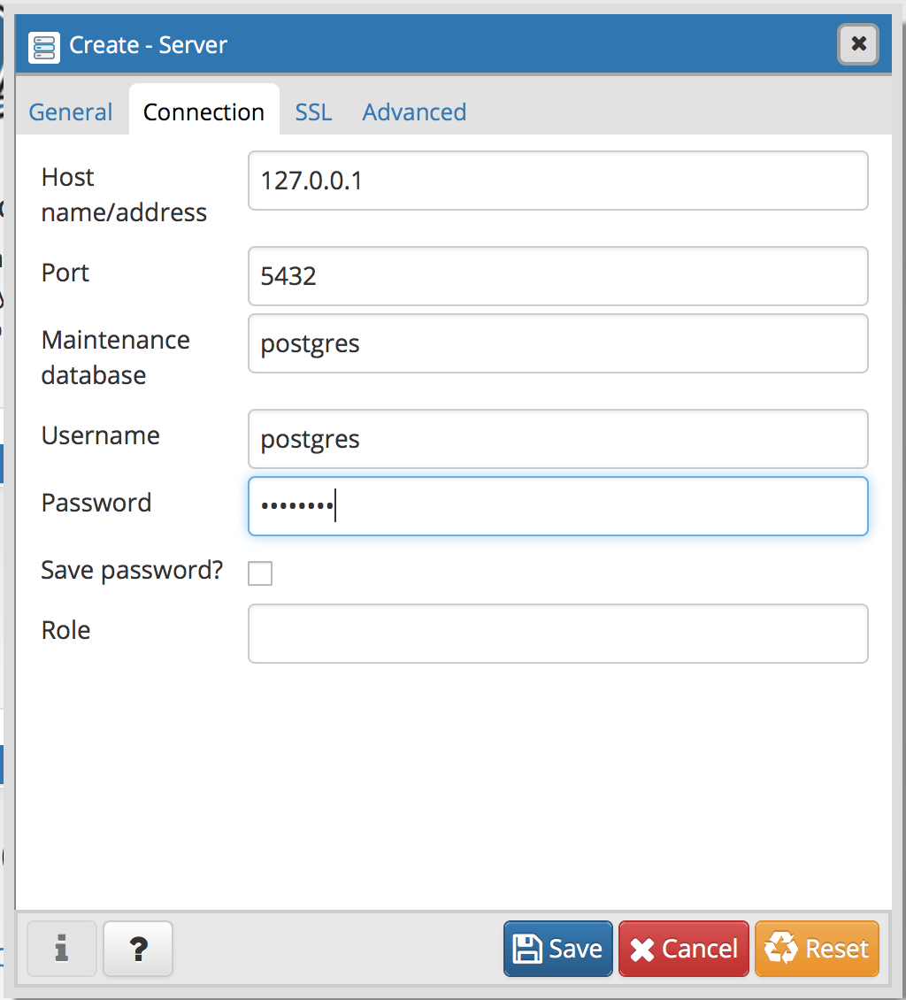 Create - Server
General Connection SSL Advanced
Host
name/address
127.0.0.1
Port
5432
Maintenance
database
postgres
Username
postgres
Password
••••••••
Save password?
Role
i ? Save Cancel Reset